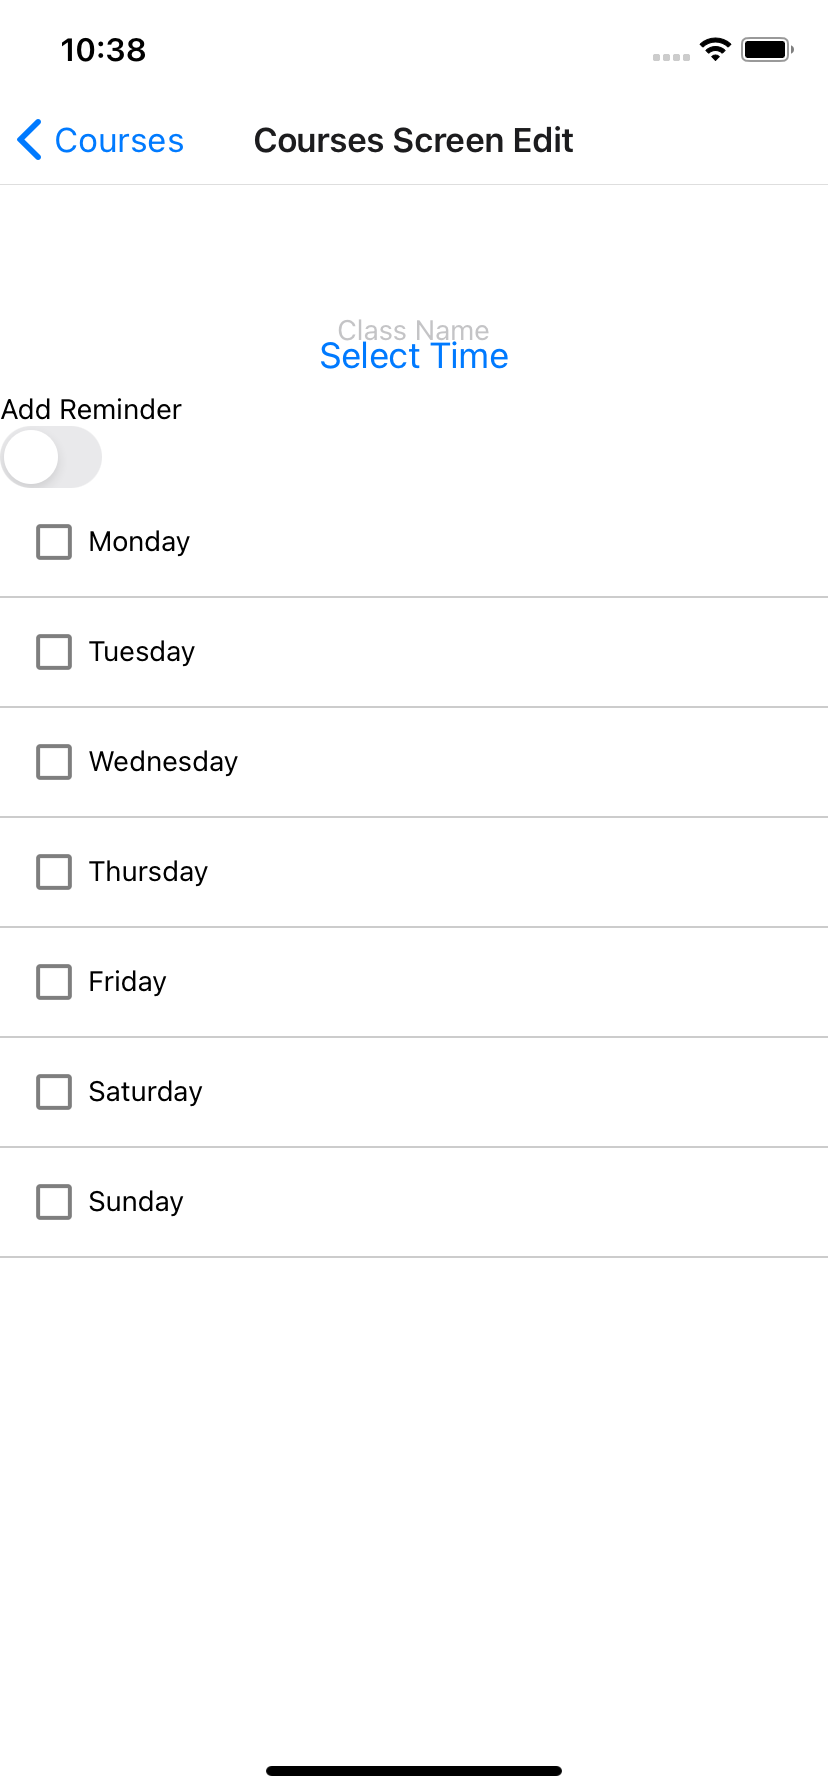 10:38
Courses Courses Screen Edit
Class Name
Select Time
Add Reminder
Monday
Tuesday
Wednesday
Thursday
Friday
Saturday
Sunday